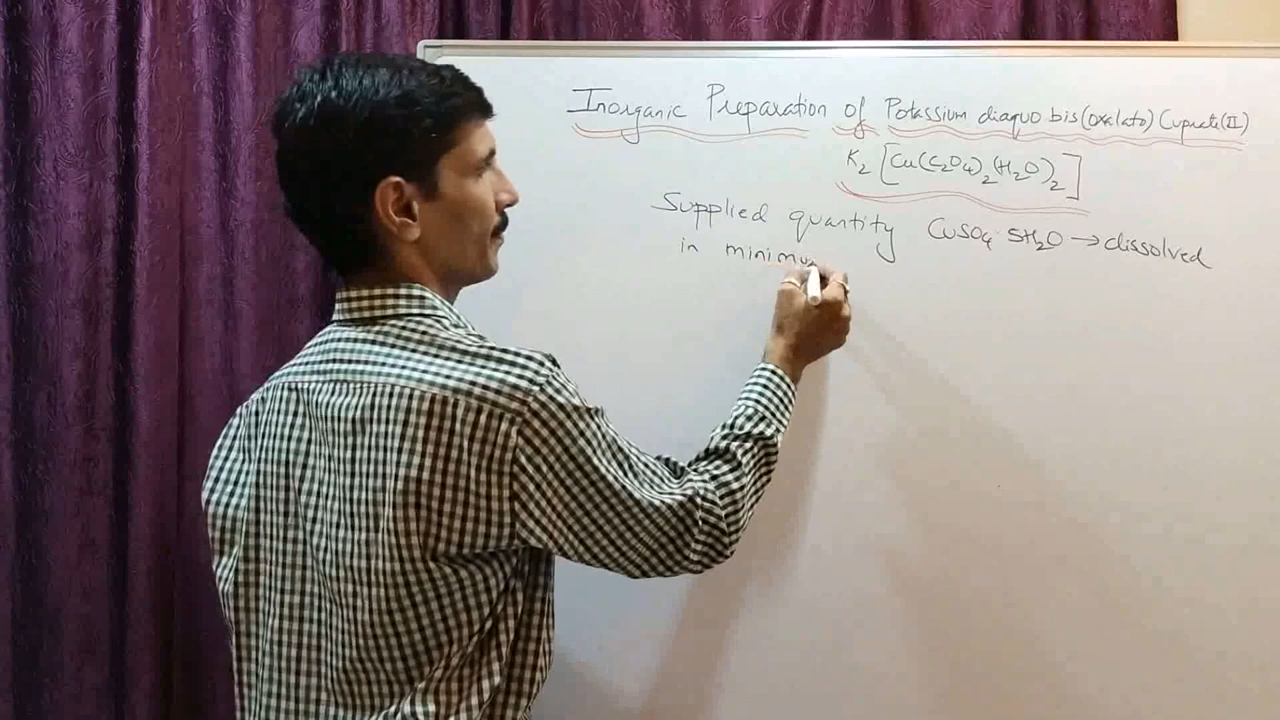 Inorganic Preparation of Potassium diaquo bis(oxalato) Cuprate(II)
K2 [Cu(C2O4)2(H2O)2]
Supplied quantity CuSO4 5H2O → dissolved
in minimu